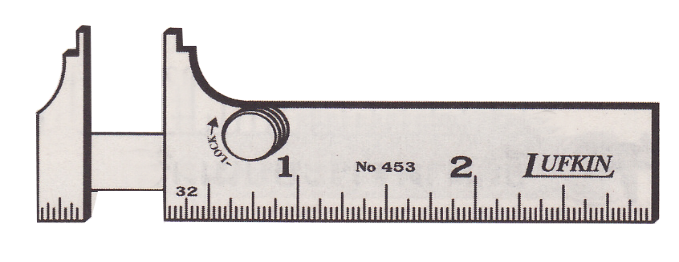 -LOCK-
1
No 453
2
LUFKIN
32